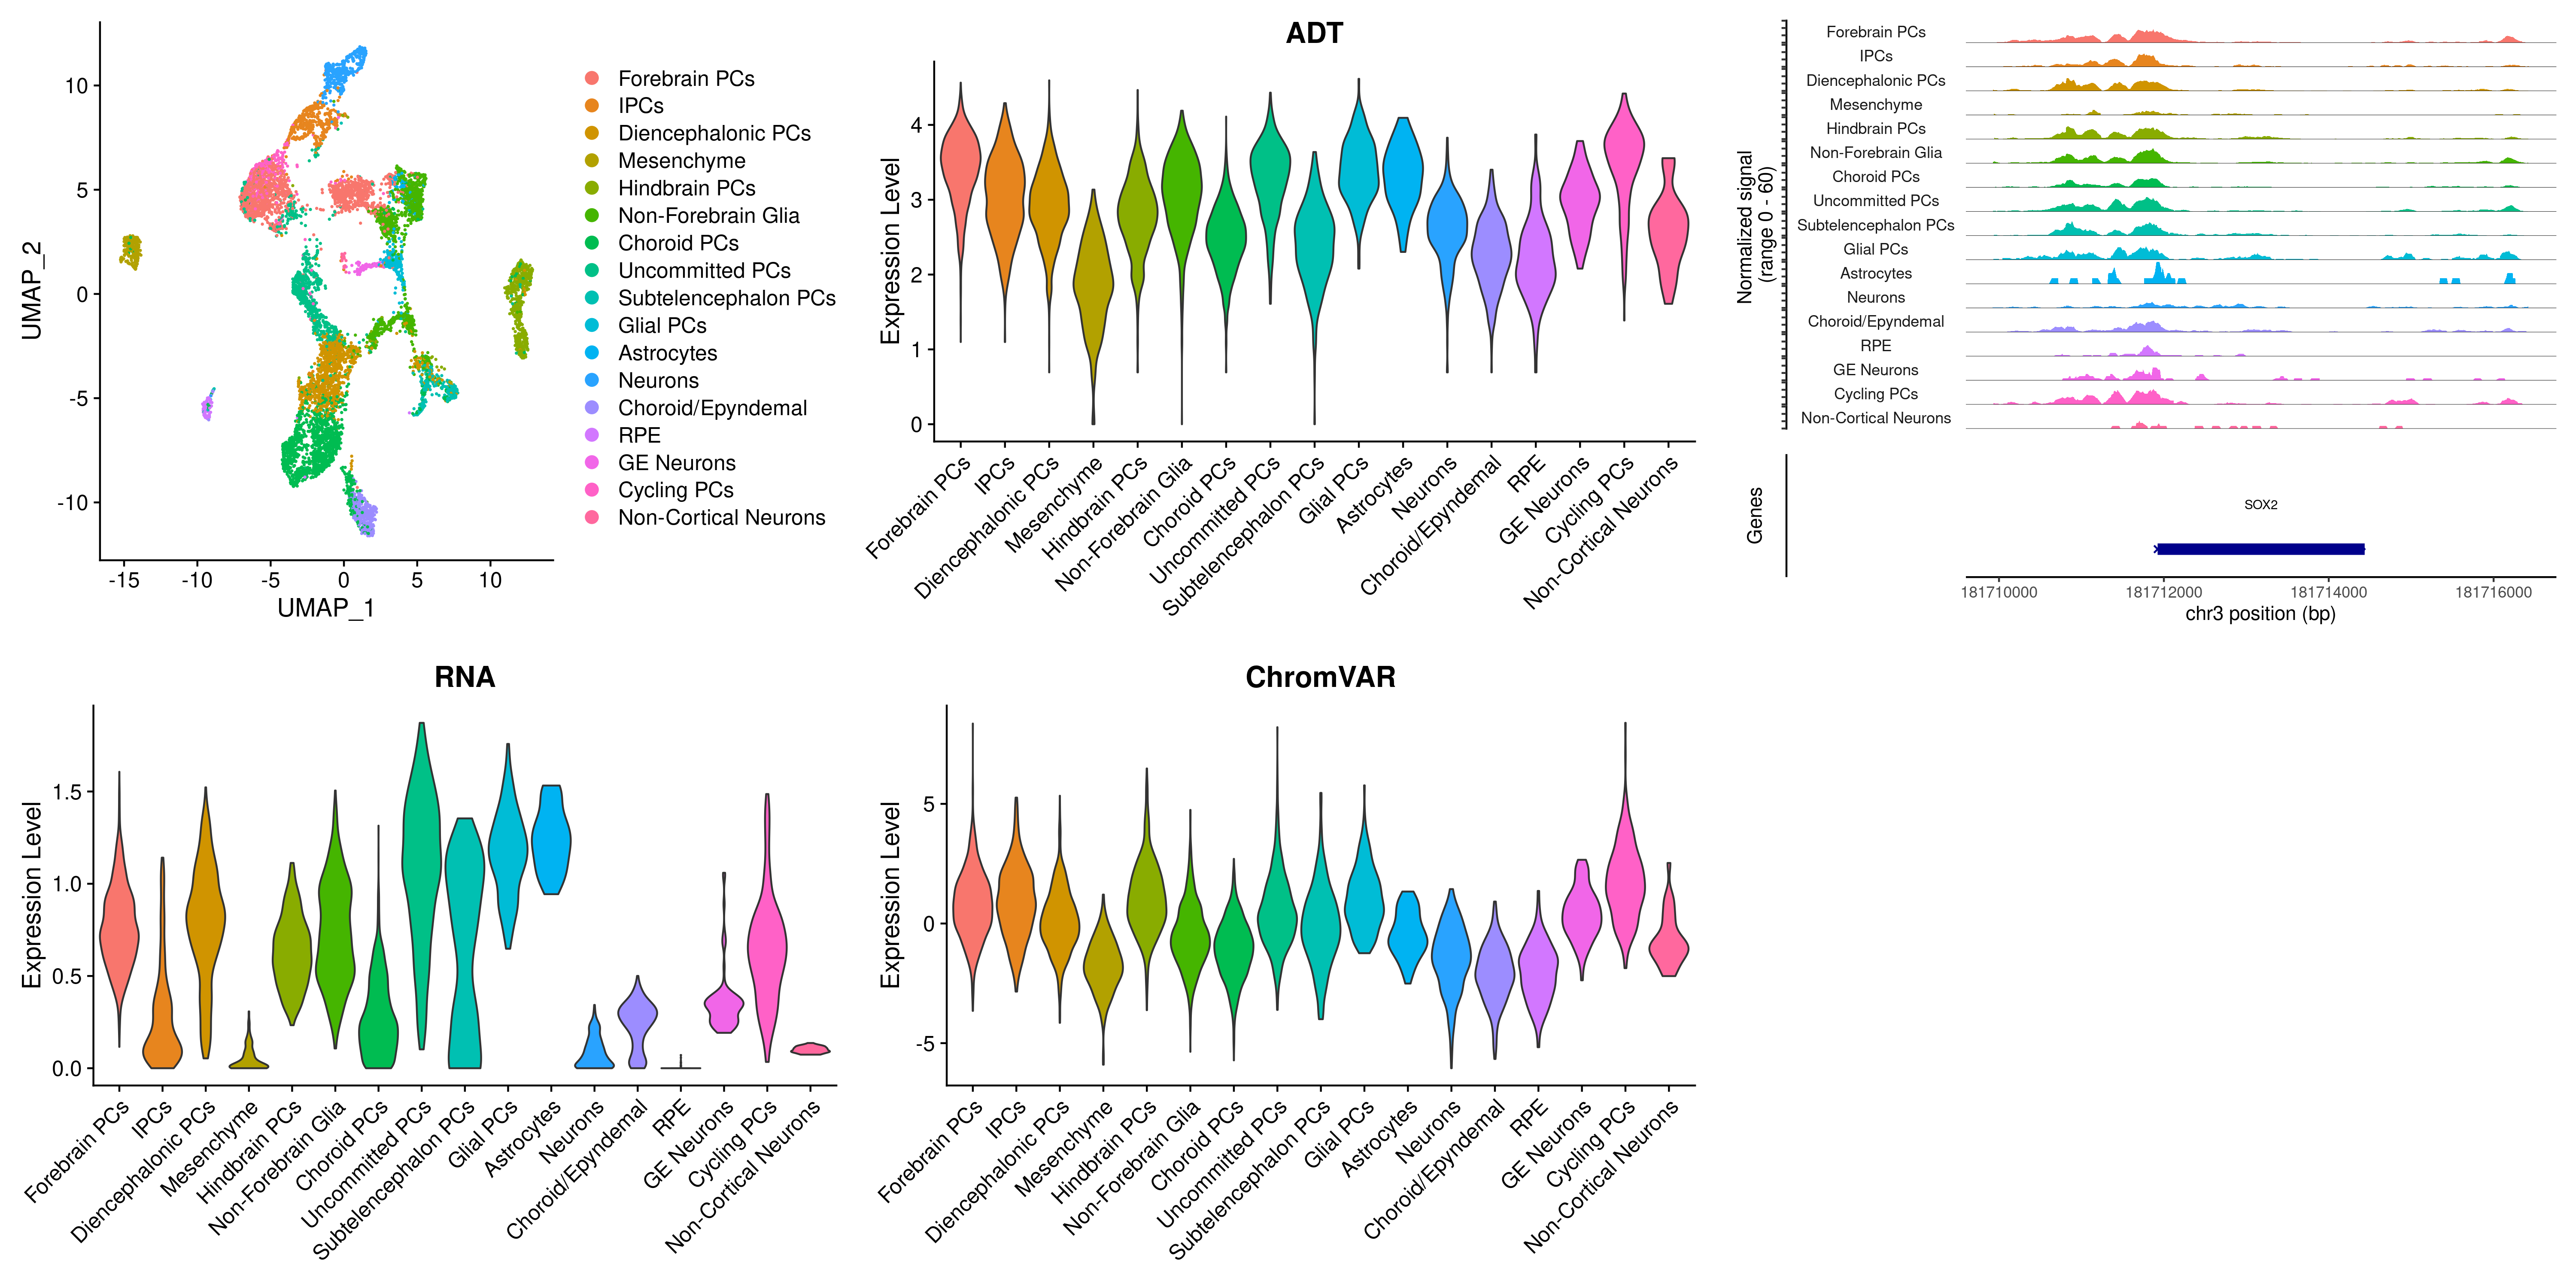 10
5
0
-5
-10
UMAP_2
-15
-10
-5
0
5
10
UMAP_1
Forebrain PCs
IPCs
Diencephalonic PCs
Mesenchyme
Hindbrain PCs
Non-Forebrain Glia
Choroid PCs
Uncommitted PCs
Subtelencephalon PCs
Glial PCs
Astrocytes
Neurons
Choroid/Epyndemal
RPE
GE Neurons
Cycling PCs
Non-Cortical Neurons
ADT
Expression Level
4
3
2
1
0
Forebrain PCs
IPCs
Diencephalonic PCs
Mesenchyme
Hindbrain PCs
Non-Forebrain Glia
Choroid PCs
Uncommitted PCs
Subtelencephalon PCs
Glial PCs
Astrocytes
Neurons
Choroid/Epyndemal
RPE
GE Neurons
Cycling PCs
Non-Cortical Neurons
Normalized signal
(range 0 - 60)
Forebrain PCs
IPCs
Diencephalonic PCs
Mesenchyme
Hindbrain PCs
Non-Forebrain Glia
Choroid PCs
Uncommitted PCs
Subtelencephalon PCs
Glial PCs
Astrocytes
Neurons
Choroid/Epyndemal
RPE
GE Neurons
Cycling PCs
Non-Cortical Neurons
Genes
SOX2
181710000
181712000
181714000
181716000
chr3 position (bp)
RNA
Expression Level
1.5
1.0
0.5
0.0
Forebrain PCs
IPCs
Diencephalonic PCs
Mesenchyme
Hindbrain PCs
Non-Forebrain Glia
Choroid PCs
Uncommitted PCs
Subtelencephalon PCs
Glial PCs
Astrocytes
Neurons
Choroid/Epyndemal
RPE
GE Neurons
Cycling PCs
Non-Cortical Neurons
ChromVAR
Expression Level
5
0
-5
Forebrain PCs
IPCs
Diencephalonic PCs
Mesenchyme
Hindbrain PCs
Non-Forebrain Glia
Choroid PCs
Uncommitted PCs
Subtelencephalon PCs
Glial PCs
Astrocytes
Neurons
Choroid/Epyndemal
RPE
GE Neurons
Cycling PCs
Non-Cortical Neurons